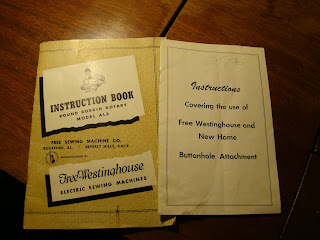 INSTRUCTION BOOK
ROUND BOBBIN ROTARY
MODEL ALS
FREE SEWING MACHINE CO.
ROCKFORD, ILL. BEVERLY HILLS, CALIF.
Free-Westinghouse
ELECTRIC SEWING MACHINES
Instructions
Covering the use of
Free Westinghouse and
New Home
Buttonhole Attachment